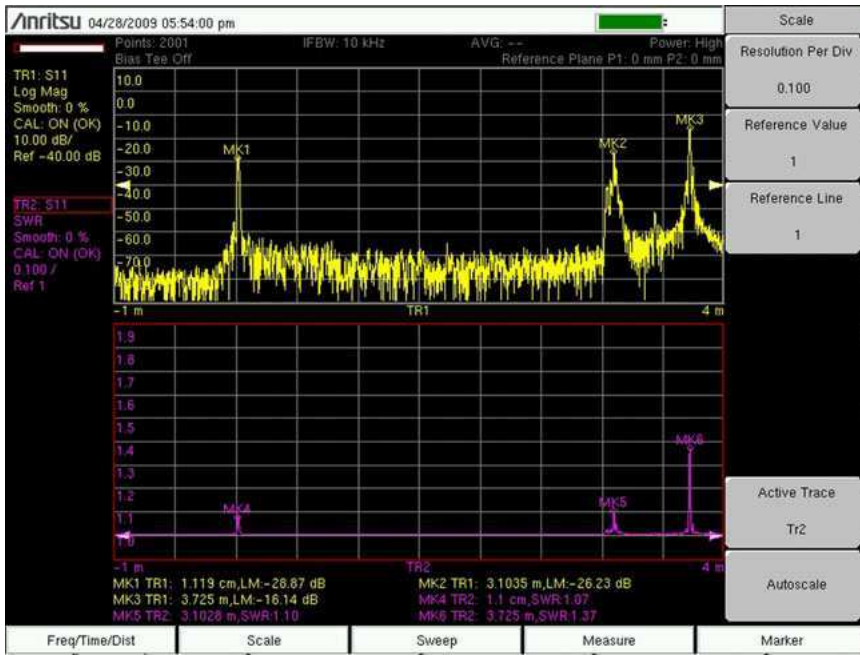 Anritsu 04/28/2009 05:54:00 pm
Scale
Points: 2001 IFBW: 10 kHz AVG: -- Power: High
Bias Tee Off Reference Plane P1: 0 mm P2: 0 mm
TR1: S11
Log Mag
Smooth: 0 %
CAL: ON (OK)
10.00 dB/
Ref -40.00 dB
10.0
0.0
-10.0
-20.0
-30.0
-40.0
-50.0
-60.0
-70.0
MK1
MK2
MK3
-1 m TR1 4 m
TR2: S11
SWR
Smooth: 0 %
CAL: ON (OK)
0.100 /
Ref 1
1.9
1.8
1.7
1.6
1.5
1.4
1.3
1.2
1.1
1.0
MK4
MK5
MK6
-1 m TR2 4 m
MK1 TR1: 1.119 cm,LM:-28.87 dB MK2 TR1: 3.1035 m,LM:-26.23 dB
MK3 TR1: 3.725 m,LM:-16.14 dB MK4 TR2: 1.1 cm,SWR:1.07
MK5 TR2: 3.1028 m,SWR:1.10 MK6 TR2: 3.725 m,SWR:1.37
Resolution Per Div
0.100
Reference Value
1
Reference Line
1
Active Trace
Tr2
Autoscale
Freq/Time/Dist Scale Sweep Measure Marker